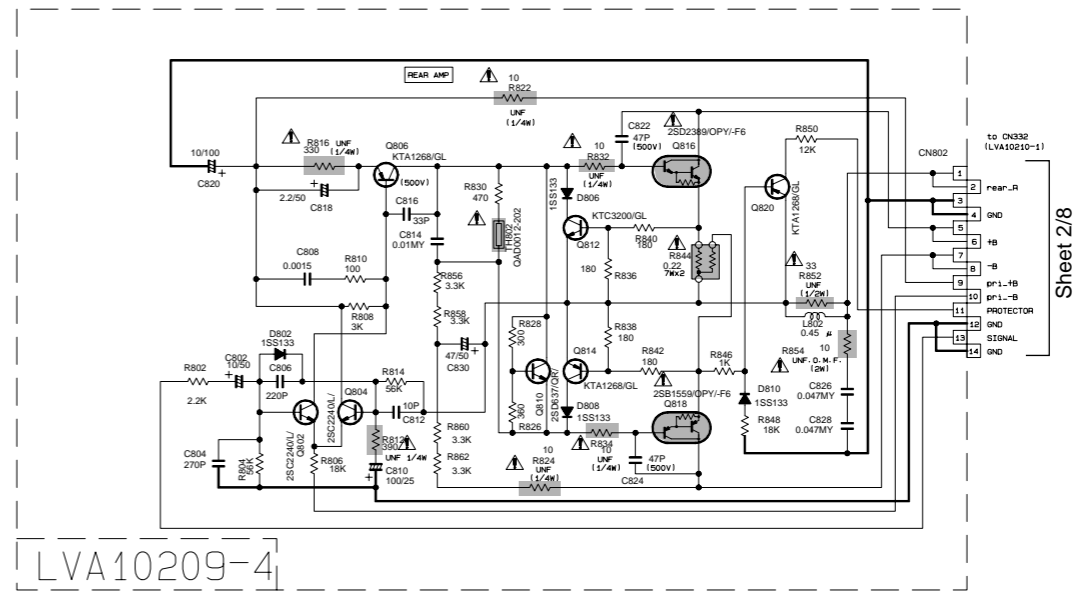 REAR AMP
10
R822
UNF
(1/4W)
10/100
C820
R816
330
UNF
(1/4W)
2.2/50
C818
Q806
KTA1268/GL
(500V)
C816
33P
C814
0.01MY
R830
470
TH802
QAD0012-202
1SS133
D806
10
R832
UNF
(1/4W)
C822
47P
(500V)
2SD2389/OPY/-F6
Q816
KTC3200/GL
Q812
R840
180
180
R836
R844
0.22
7Wx2
Q820
KTA1268/GL
R850
12K
33
R852
UNF
(1/2W)
L802
0.45 μ
to CN332
(LVA10210-1)
CN802
1
2 rear_R
3
4 GND
5
6 +B
7
8 -B
9 pri_+B
10 pri_-B
11 PROTECTOR
12 GND
13 SIGNAL
14 GND
Sheet 2/8
C808
0.0015
R810
100
R808
3K
R856
3.3K
R858
3.3K
47/50
C830
R828
300
R838
180
Q814
KTA1268/GL
R842
180
R846
1K
2SB1559/OPY/-F6
Q818
10
R854
UNF.O.M.F.
(2W)
C826
0.047MY
C828
0.047MY
D810
1SS133
R848
18K
D802
1SS133
C802
10/50
C806
220P
R802
2.2K
R814
56K
Q804
2SC2240/L/
10P
C812
Q802
2SC2240/L/
R812
390
UNF 1/4W
C810
100/25
C804
270P
R804
56K
R806
18K
R860
3.3K
R862
3.3K
Q810
2SD637/QR/
360
R826
D808
1SS133
10
R834
UNF
(1/4W)
10
R824
UNF
(1/4W)
47P
(500V)
C824
LVA10209-4